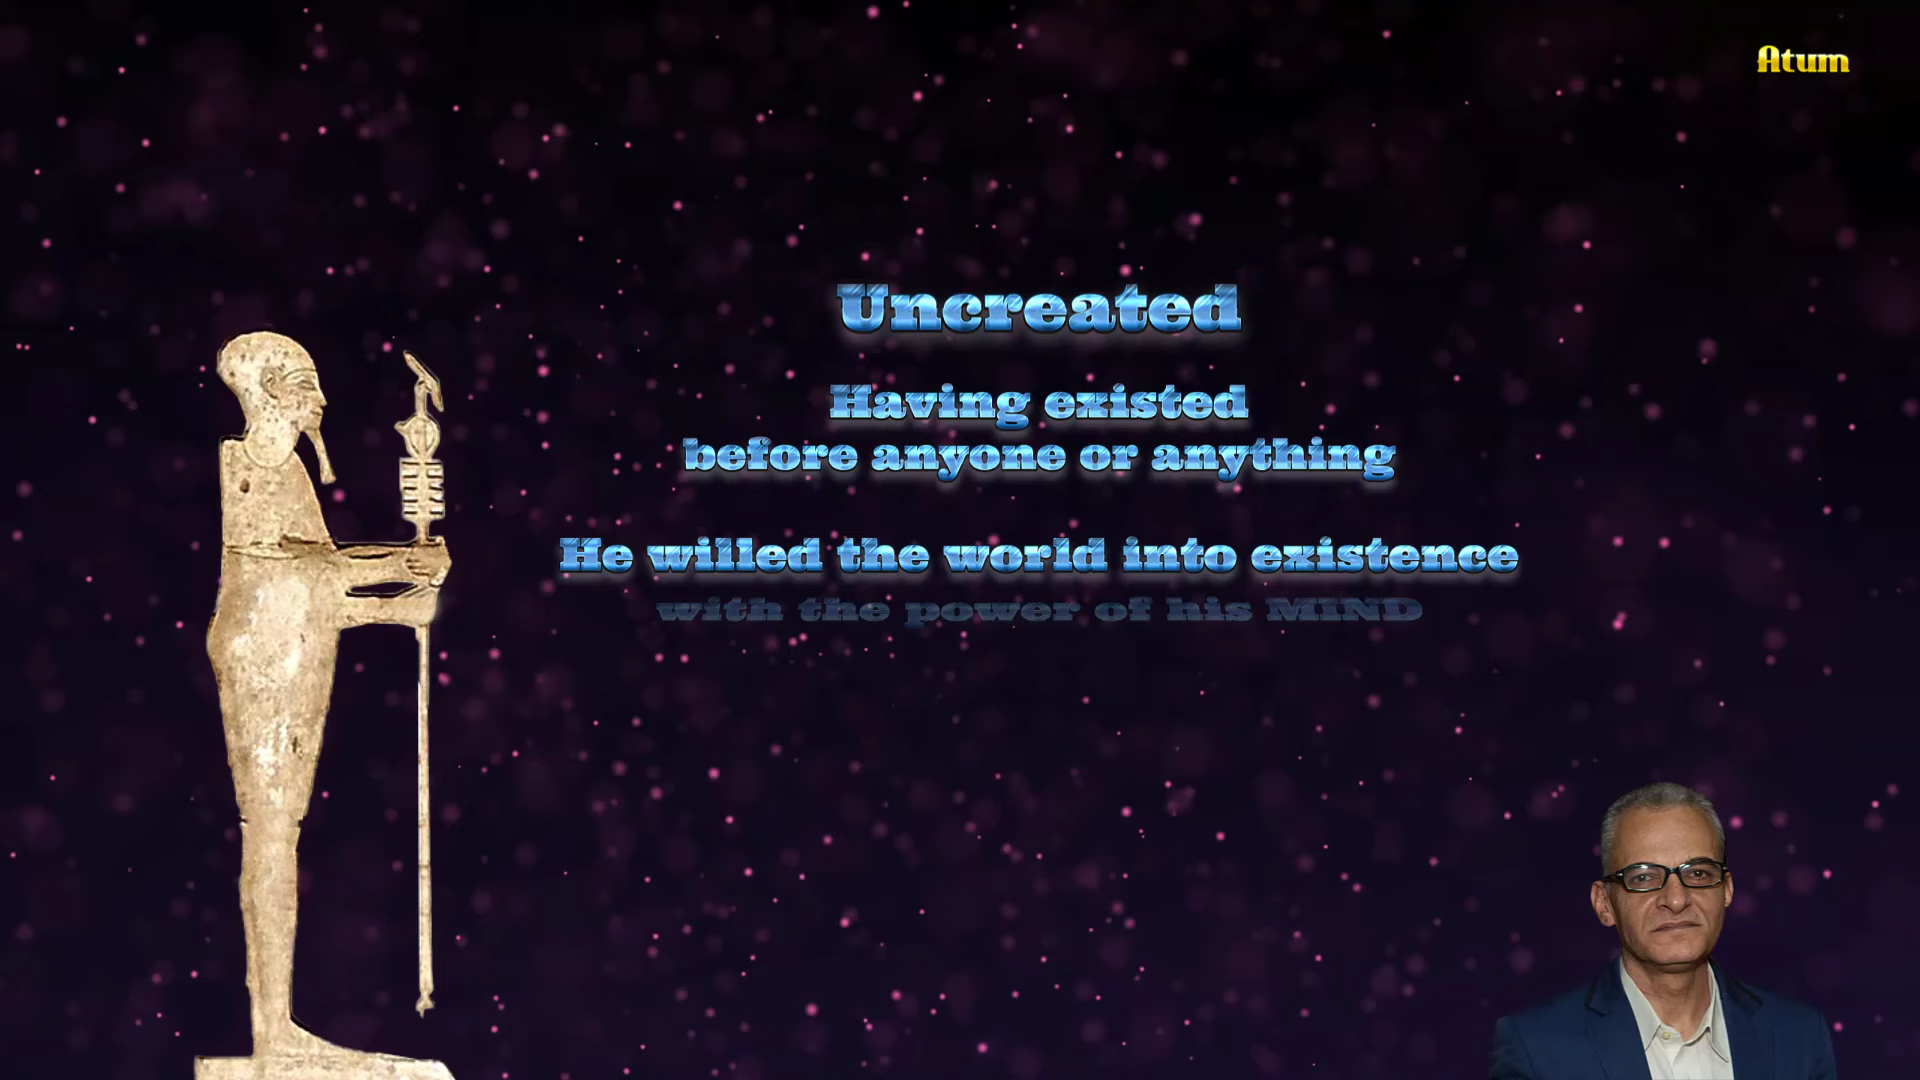 Atum
Uncreated
Having existed
before anyone or anything
He willed the world into existence
with the power of his MIND